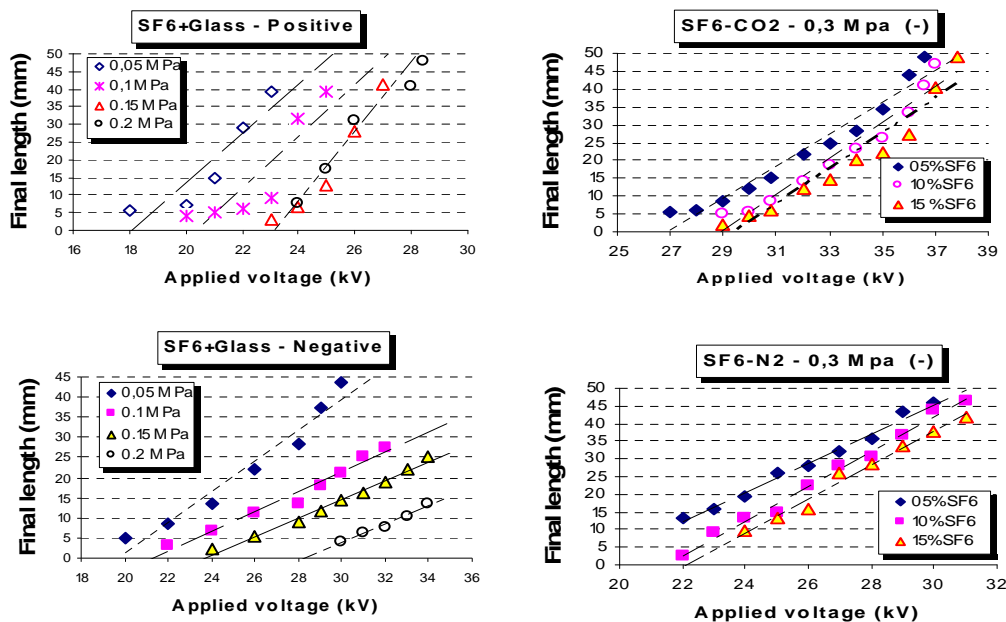 SF6+Glass - Positive
Final length (mm)
50
45
40
35
30
25
20
15
10
5
0
0,05 M Pa
0,1 M Pa
0.15 M Pa
0.2 M Pa
16 18 20 22 24 26 28 30
Applied voltage (kV)
SF6-CO2 - 0,3 Mpa (-)
Final length (mm)
50
45
40
35
30
25
20
15
10
5
0
05%SF6
10%SF6
15 %SF6
25 27 29 31 33 35 37 39
Applied voltage (kV)
SF6+Glass - Negative
Final length (mm)
45
40
35
30
25
20
15
10
5
0
0,05 M Pa
0.1 M Pa
0.15 M Pa
0.2 M Pa
18 20 22 24 26 28 30 32 34 36
Applied voltage (kV)
SF6-N2 - 0,3 Mpa (-)
Final length (mm)
50
45
40
35
30
25
20
15
10
5
0
05%SF6
10%SF6
15%SF6
20 22 24 26 28 30 32
Applied voltage (kV)